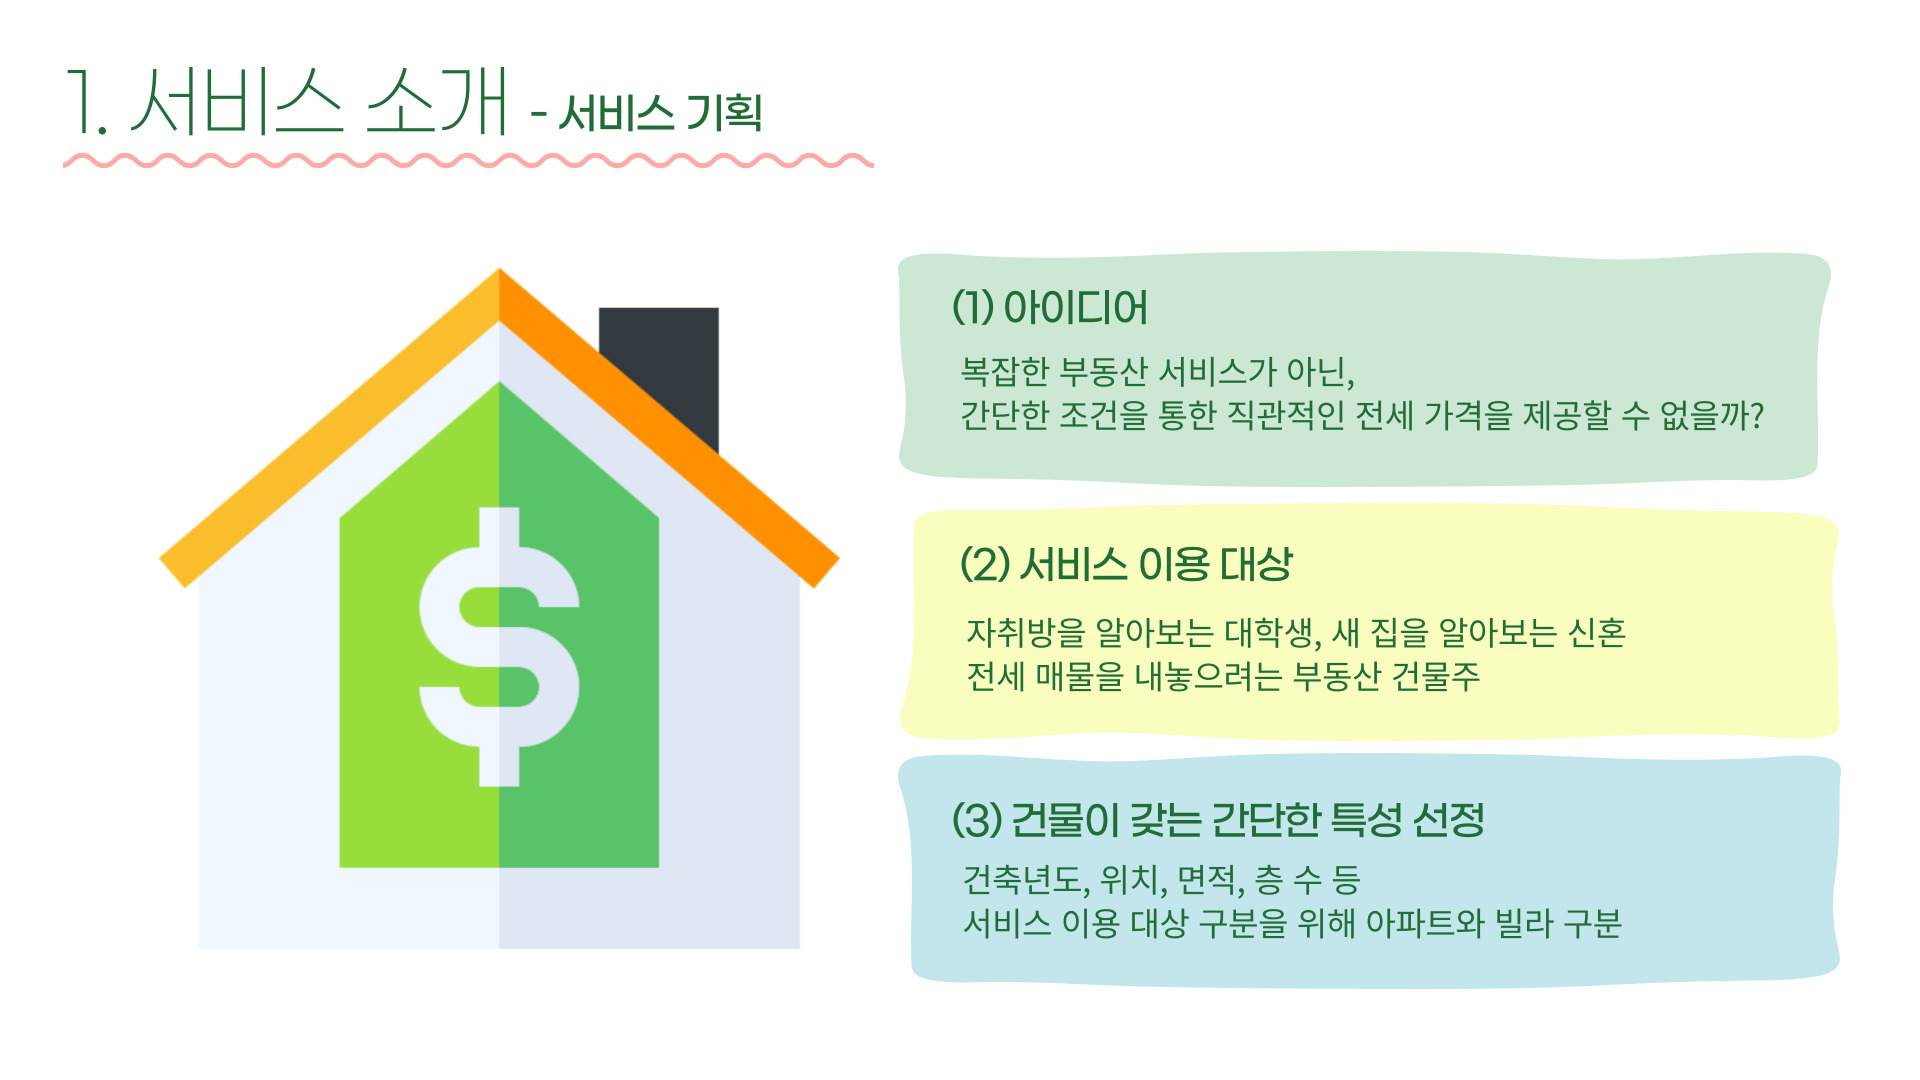 1. 서비스 소개 - 서비스 기획
(1) 아이디어
복잡한 부동산 서비스가 아닌,
간단한 조건을 통한 직관적인 전세 가격을 제공할 수 없을까?
(2) 서비스 이용 대상
자취방을 알아보는 대학생, 새 집을 알아보는 신혼
전세 매물을 내놓으려는 부동산 건물주
(3) 건물이 갖는 간단한 특성 선정
건축년도, 위치, 면적, 층 수 등
서비스 이용 대상 구분을 위해 아파트와 빌라 구분
$